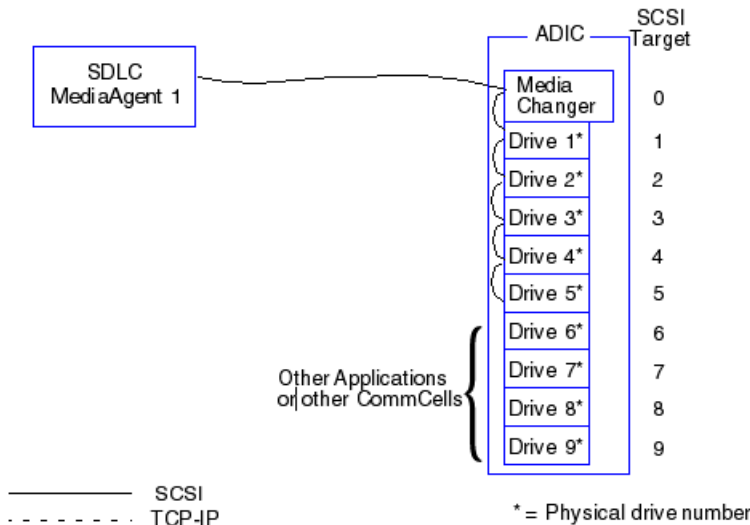 SCSI
Target
ADIC
SDLC
MediaAgent 1
Media
Changer
0
Drive 1*
1
Drive 2*
2
Drive 3*
3
Drive 4*
4
Drive 5*
5
Drive 6*
6
Drive 7*
7
Drive 8*
8
Drive 9*
9
Other Applications
or other CommCells
SCSI
TCP-IP
* = Physical drive number